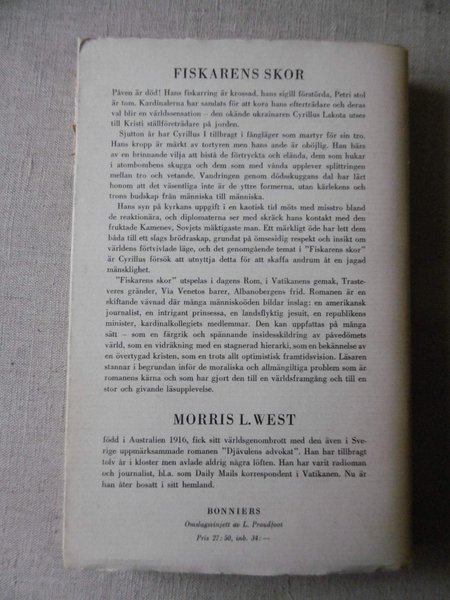 FISKARENS SKOR
Påven är död! Hans fiskarring är krossad, hans sigill förstörda, Petri stol
är tom. Kardinalerna har samlats för att kora hans efterträdare och deras
val blir en världssensation – den okände ukrainaren Cyrillus Lakota utses
till Kristi ställföreträdare på jorden.
Sjutton år har Cyrillus I tillbragt i fångläger som martyr för sin tro.
Hans kropp är märkt av tortyren men hans ande är oböjlig. Han bärs
av en brinnande vilja att bistå de förtryckta och elända, dem som hukar
i atombombens skugga och dem som med vånda upplever splittringen
mellan tro och vetande. Vandringen genom dödsskuggans dal har lärt
honom att det väsentliga inte är de yttre formerna, utan kärlekens och
trons budskap från människa till människa.
Hans syn på kyrkans uppgift i en kaotisk tid möts med misstro bland
de reaktionära, och diplomaterna ser med skräck hans kontakt med den
fruktade Kamenev, Sovjets mäktigaste man. Ett märkligt öde har lett dem
båda till ett slags brödraskap, grundat på ömsesidig respekt och insikt om
världens förtvivlade läge, och det genomgående temat i "Fiskarens skor"
är Cyrillus försök att utnyttja detta för att skaffa andrum åt en jagad
mänsklighet.
"Fiskarens skor" utspelas i dagens Rom, i Vatikanens gemak, Traste-
veres gränder, Via Venetos barer, Albanobergens frid. Romanen är en
skiftande vävnad där många människoöden bildar inslag: en amerikansk
journalist, en intrigant prinsessa, en landsflyktig jesuit, en republikens
minister, kardinalkollegiets medlemmar. Den kan uppfattas på många
sätt – som en färgrik och spännande insidesskildring av påvedömets
värld, som en vidräkning med en stagnerad hierarki, som en bekännelse av
en övertygad kristen, som en trots allt optimistisk framtidsvision. Läsaren
stannar i begrundan inför de moraliska och allmängiltiga problem som är
romanens kärna och som har gjort den till en världsframgång och till en
stor och givande läsupplevelse.
MORRIS L. WEST
född i Australien 1916, fick sitt världsgenombrott med den även i Sve-
rige uppmärksammade romanen "Djävulens advokat". Han har tillbragt
tolv år i kloster men avlade aldrig några löften. Han har varit radioman
och journalist, bl.a. som Daily Mails korrespondent i Vatikanen. Nu är
han åter bosatt i sitt hemland.
BONNIERS
Omslagsvinjett av L. Proudfoot
Pris 27: 50, inb. 34: —